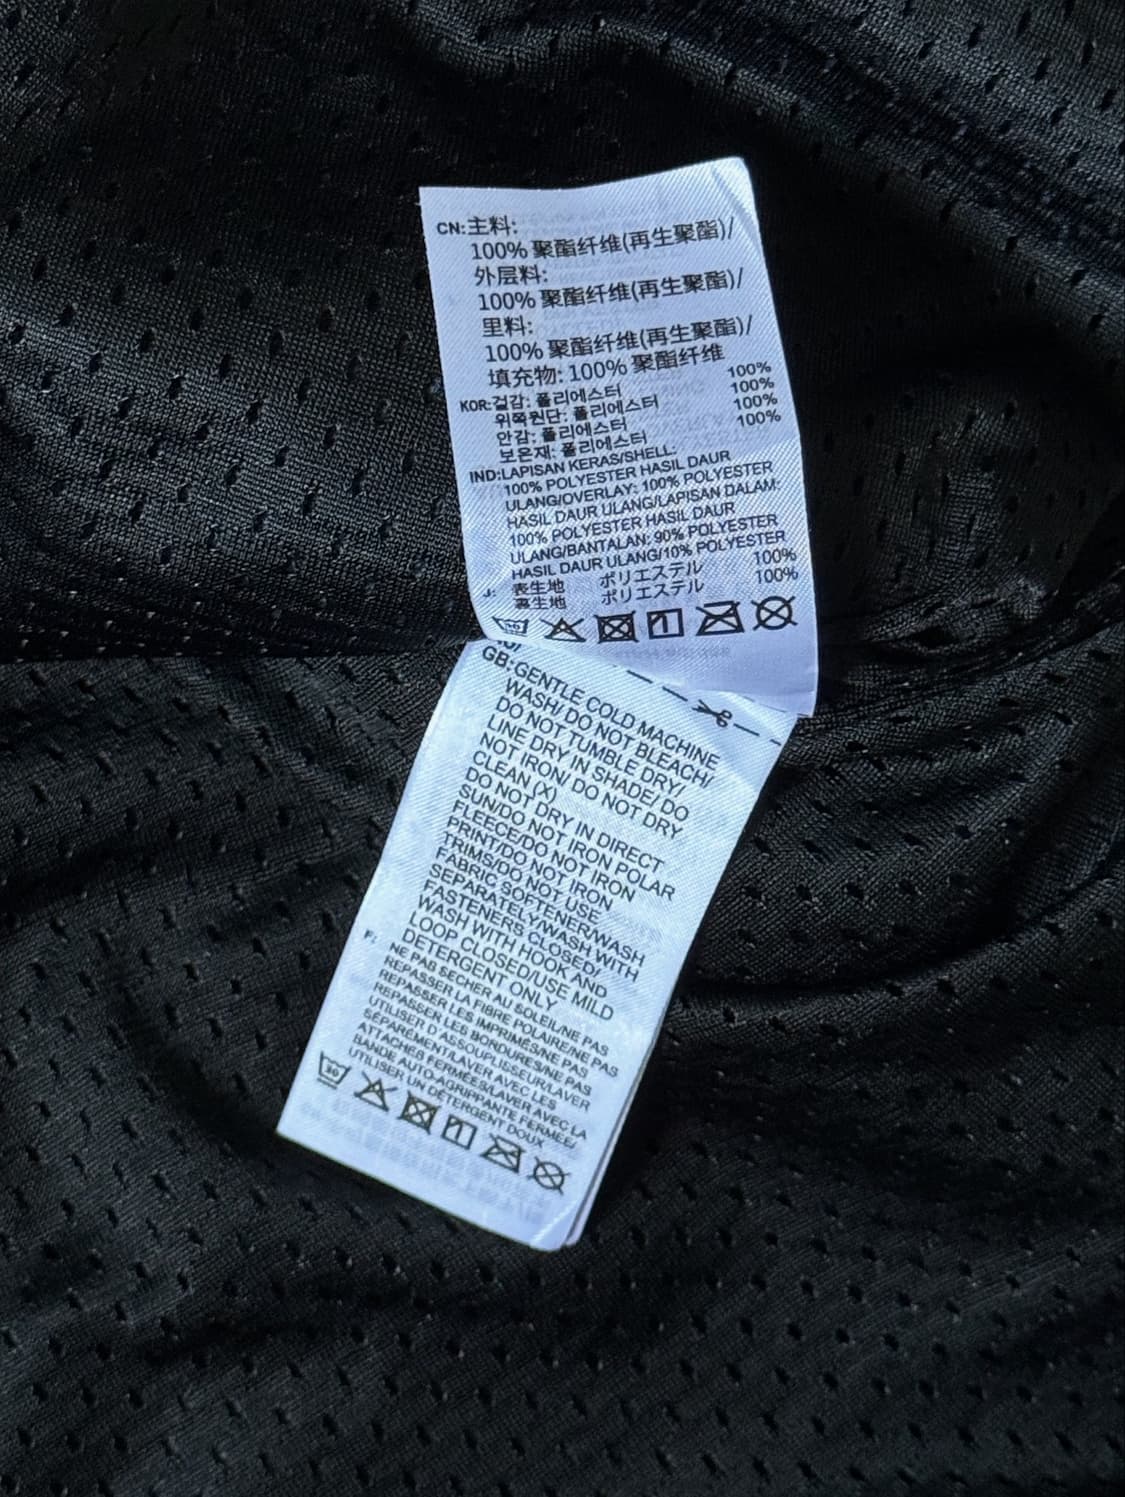 CN:主料:
100% 聚酯纤维(再生聚酯)/
外层料:
100% 聚酯纤维(再生聚酯)/
里料:
100% 聚酯纤维(再生聚酯)/
填充物: 100% 聚酯纤维
KOR:겉감: 폴리에스터 100%
위쪽원단: 폴리에스터 100%
안감: 폴리에스터 100%
보온재: 폴리에스터 100%
IND:LAPISAN KERAS/SHELL:
100% POLYESTER HASIL DAUR
ULANG/OVERLAY: 100% POLYESTER
HASIL DAUR ULANG/LAPISAN DALAM:
100% POLYESTER HASIL DAUR
ULANG/BANTALAN: 90% POLYESTER
HASIL DAUR ULANG/10% POLYESTER
J: 表生地 ポリエステル 100%
裏生地 ポリエステル 100%
30
GB:GENTLE COLD MACHINE
WASH/ DO NOT BLEACH/
DO NOT TUMBLE DRY/
LINE DRY IN SHADE/ DO
NOT IRON/ DO NOT DRY
CLEAN (X)
DO NOT DRY IN DIRECT
SUN/DO NOT IRON POLAR
FLEECE/DO NOT IRON
PRINT/DO NOT IRON
TRIMS/DO NOT USE
FABRIC SOFTENER/WASH
SEPARATELY/WASH WITH
FASTENERS CLOSED/
WASH WITH HOOK AND
LOOP CLOSED/USE MILD
DETERGENT ONLY
F: NE PAS SÉCHER AU SOLEIL/NE PAS
REPASSER LA FIBRE POLAIRE/NE PAS
REPASSER LES IMPRIMÉS/NE PAS
REPASSER LES BORDURES/NE PAS
UTILISER D'ASSOUPLISSEUR/LAVER
SÉPARÉMENT/LAVER AVEC LES
ATTACHES FERMÉES/LAVER AVEC LA
BANDE AUTO-AGRIPPANTE FERMÉE/
UTILISER UN DÉTERGENT DOUX
30